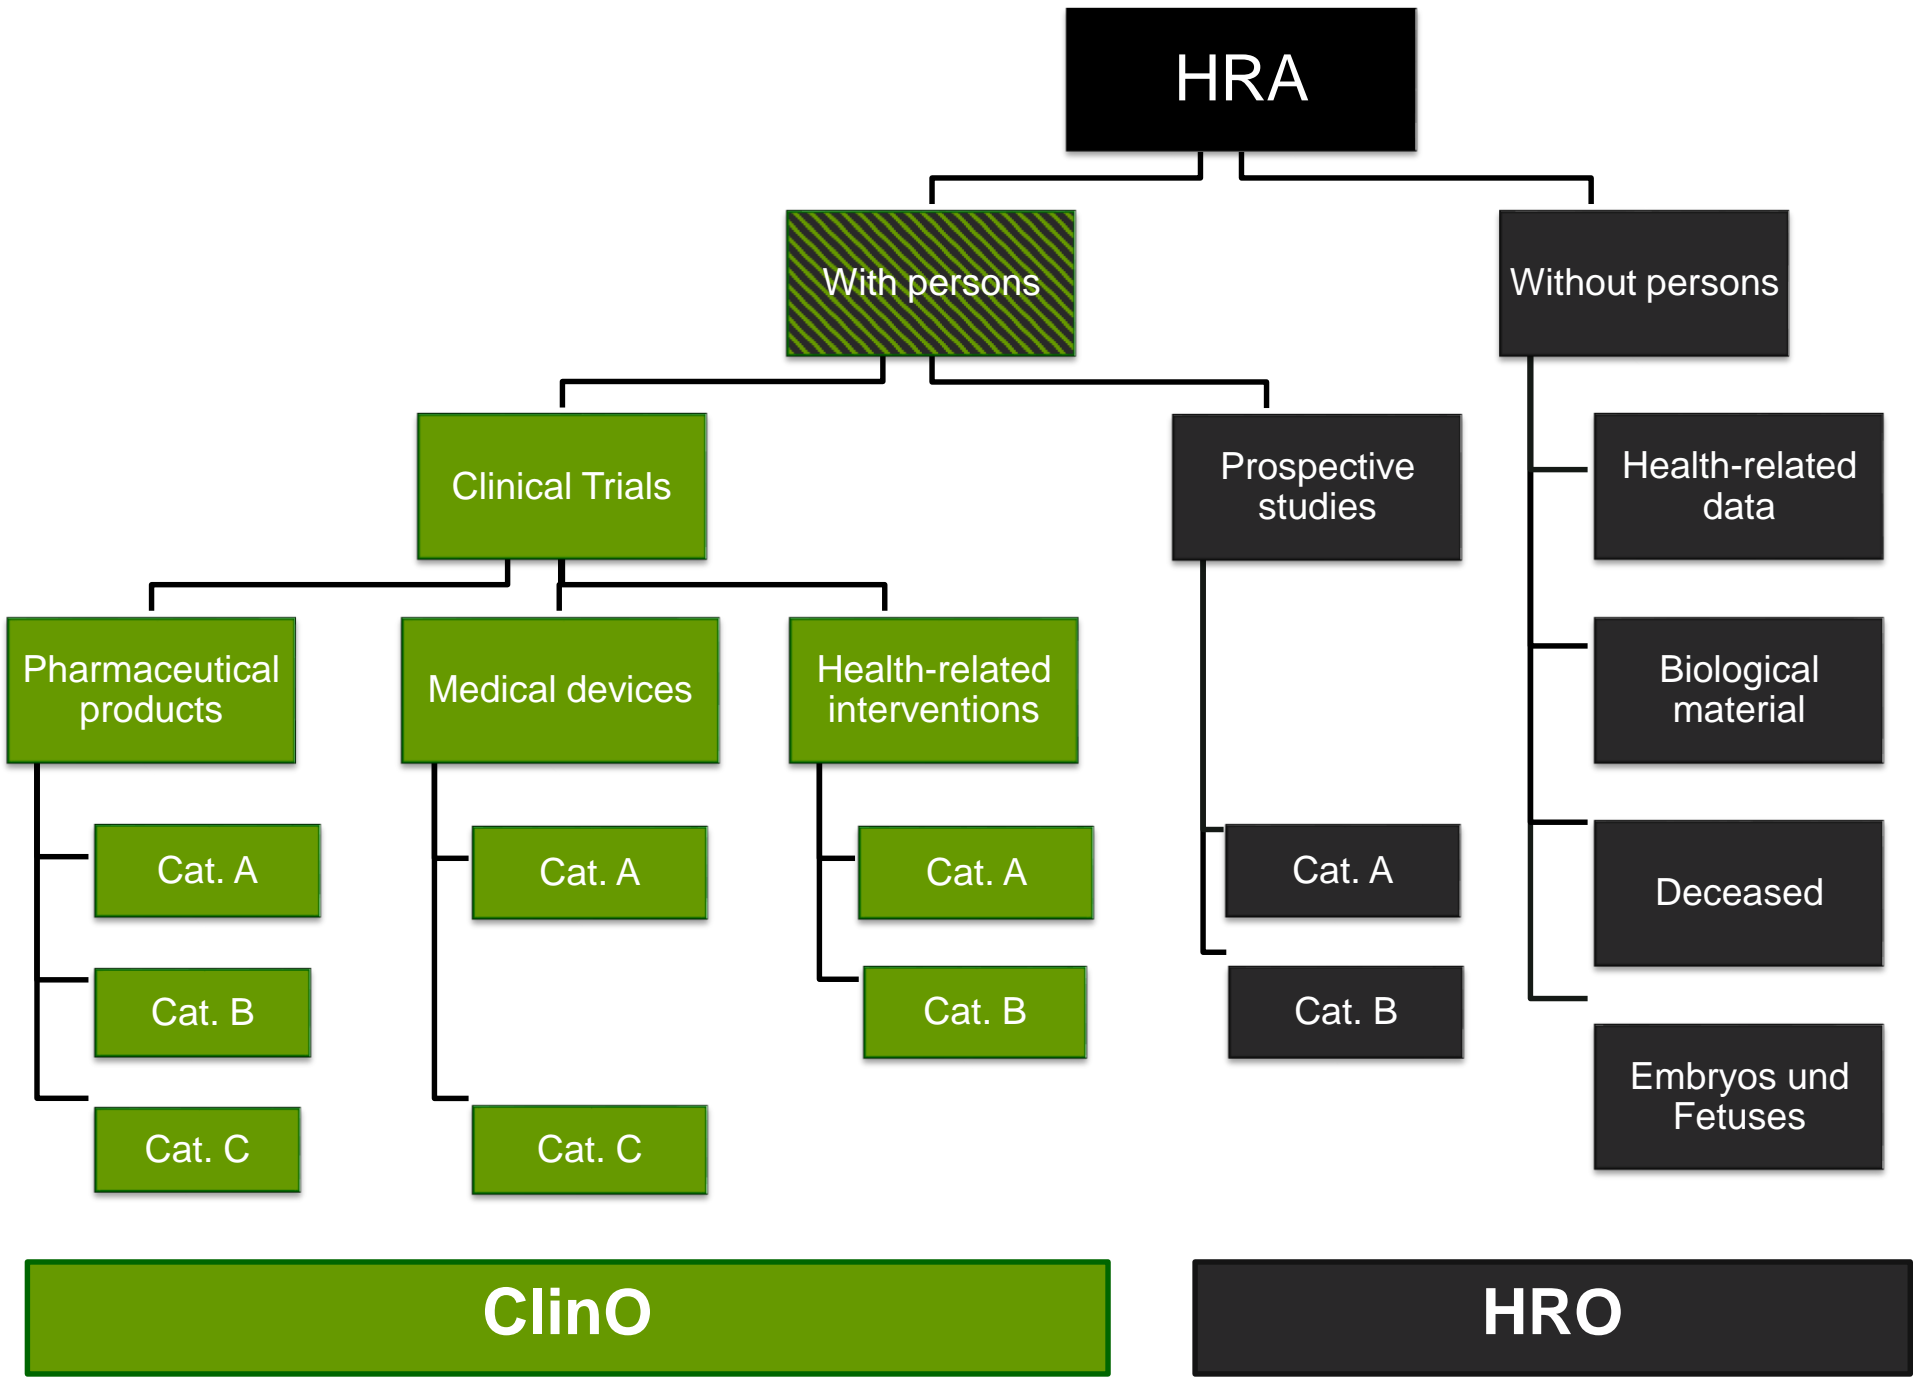 HRA
With persons
Without persons
Clinical Trials
Prospective
studies
Health-related
data
Pharmaceutical
products
Medical devices
Health-related
interventions
Biological
material
Cat. A
Cat. A
Cat. A
Cat. A
Deceased
Cat. B
Cat. B
Cat. B
Embryos und
Fetuses
Cat. C
Cat. C
ClinO
HRO